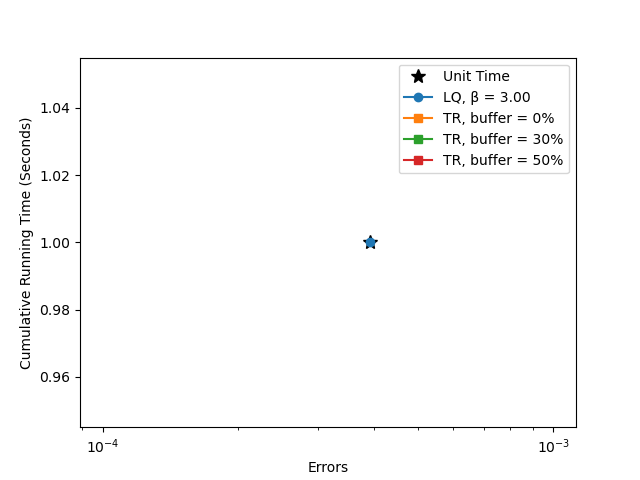 Unit Time
LQ, β = 3.00
TR, buffer = 0%
TR, buffer = 30%
TR, buffer = 50%
1.04
1.02
1.00
0.98
0.96
Cumulative Running Time (Seconds)
10⁻⁴
10⁻³
Errors